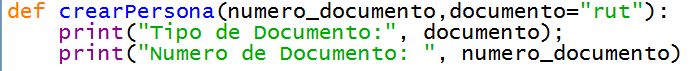 def crearPersona(numero_documento,documento="rut"):
    print("Tipo de Documento:", documento);
    print("Numero de Documento: ", numero_documento)